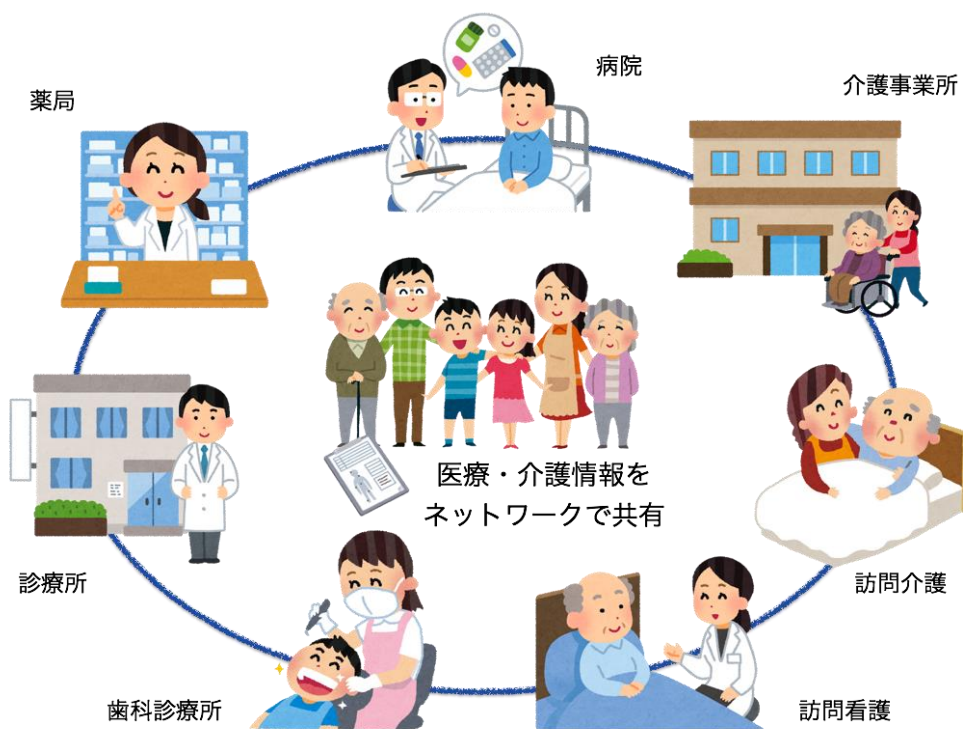 病院
介護事業所
薬局
医療・介護情報を
ネットワークで共有
診療所
訪問介護
歯科診療所
訪問看護